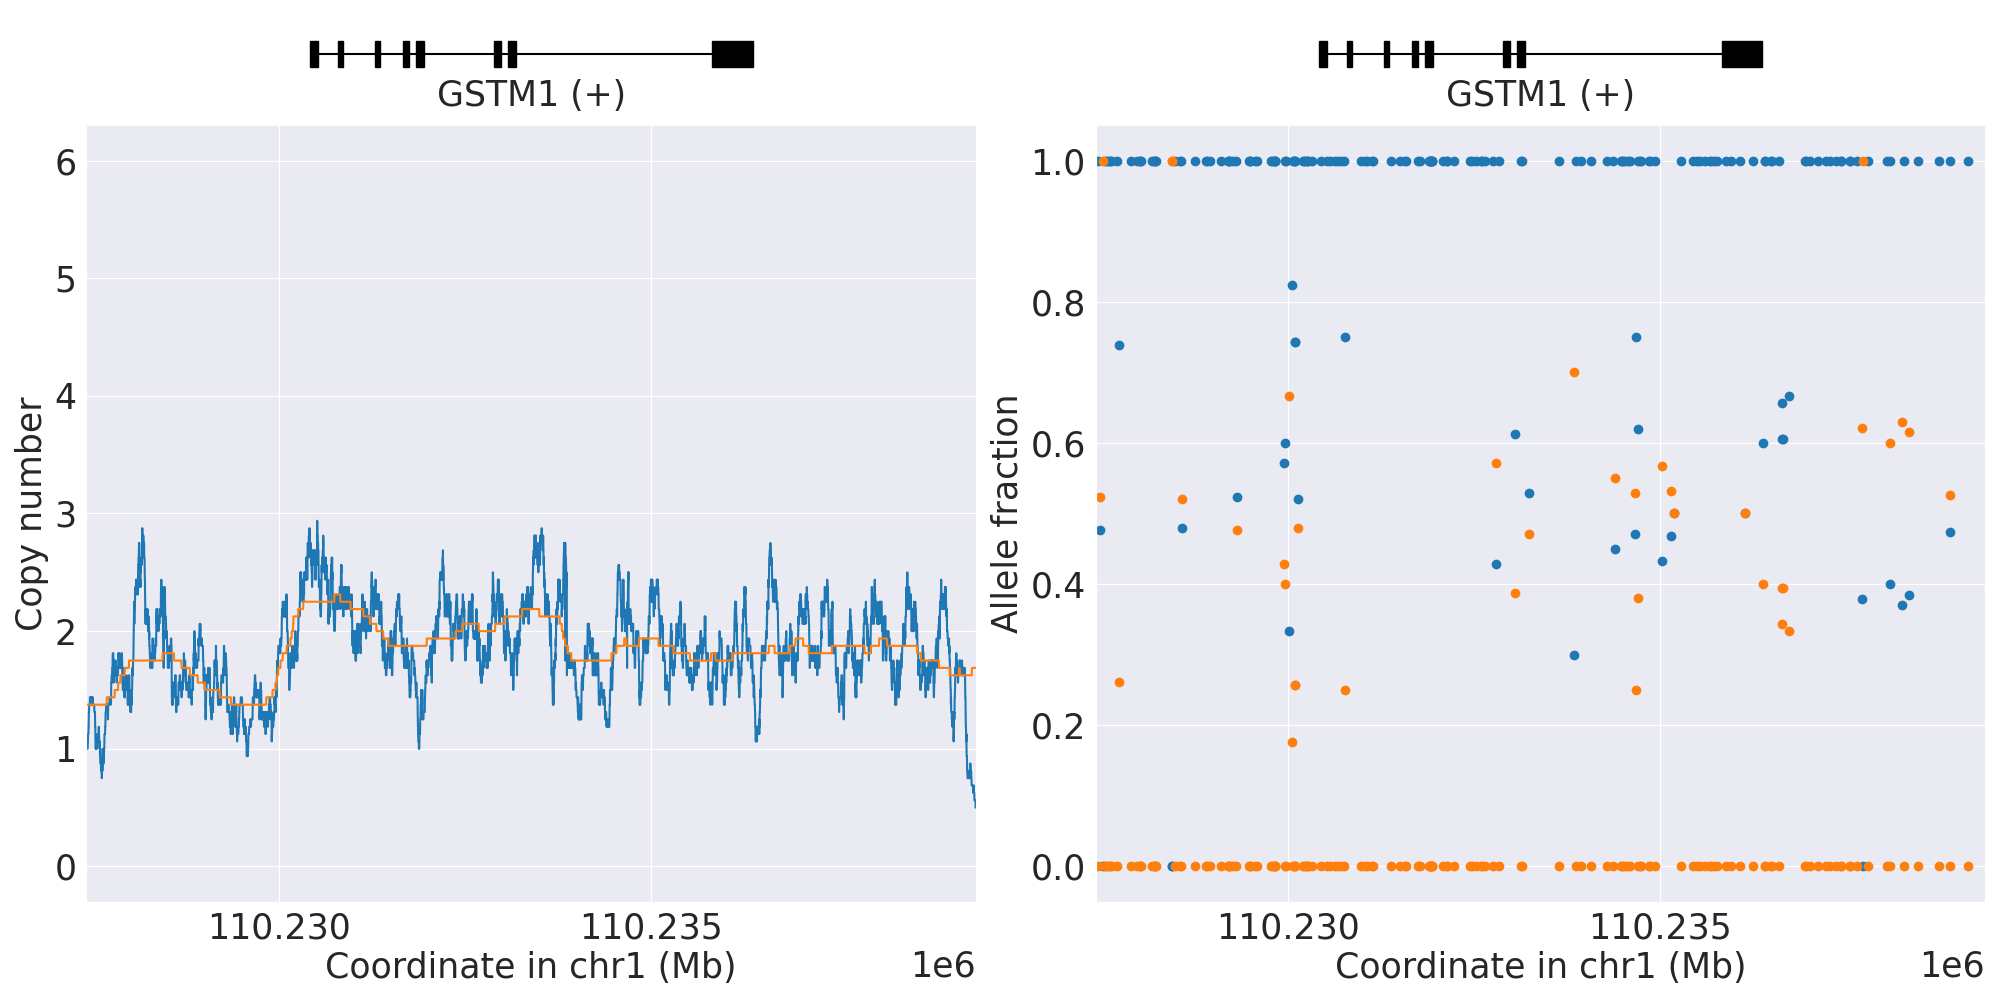 GSTM1 (+)
6
5
4
3
2
1
0
Copy number
110.230
110.235
Coordinate in chr1 (Mb)
1e6
GSTM1 (+)
1.0
0.8
0.6
0.4
0.2
0.0
Allele fraction
110.230
110.235
Coordinate in chr1 (Mb)
1e6